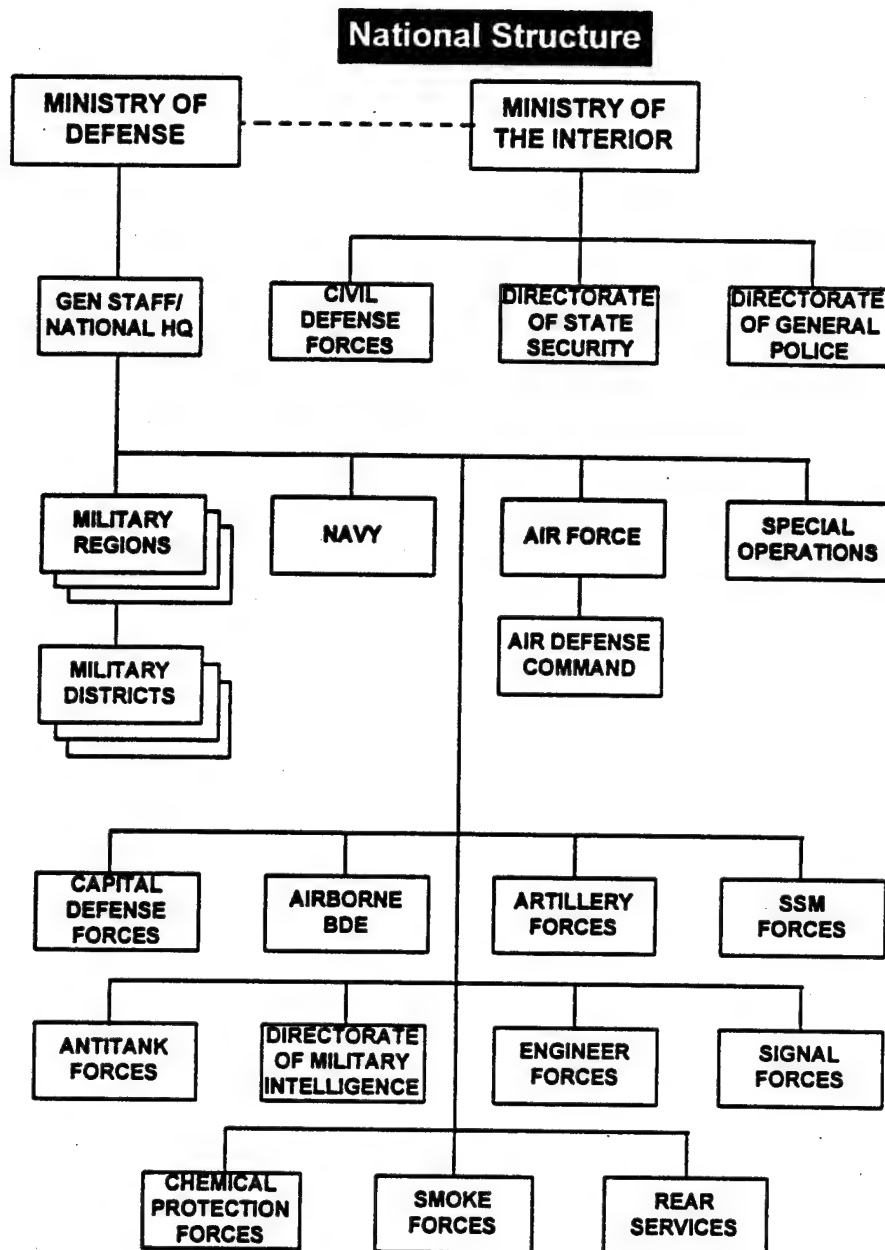 National Structure
MINISTRY OF
DEFENSE
MINISTRY OF
THE INTERIOR
GEN STAFF/
NATIONAL HQ
CIVIL
DEFENSE
FORCES
DIRECTORATE
OF STATE
SECURITY
DIRECTORATE
OF GENERAL
POLICE
MILITARY
REGIONS
NAVY
AIR FORCE
SPECIAL
OPERATIONS
MILITARY
DISTRICTS
AIR DEFENSE
COMMAND
CAPITAL
DEFENSE
FORCES
AIRBORNE
BDE
ARTILLERY
FORCES
SSM
FORCES
ANTITANK
FORCES
DIRECTORATE
OF MILITARY
INTELLIGENCE
ENGINEER
FORCES
SIGNAL
FORCES
CHEMICAL
PROTECTION
FORCES
SMOKE
FORCES
REAR
SERVICES